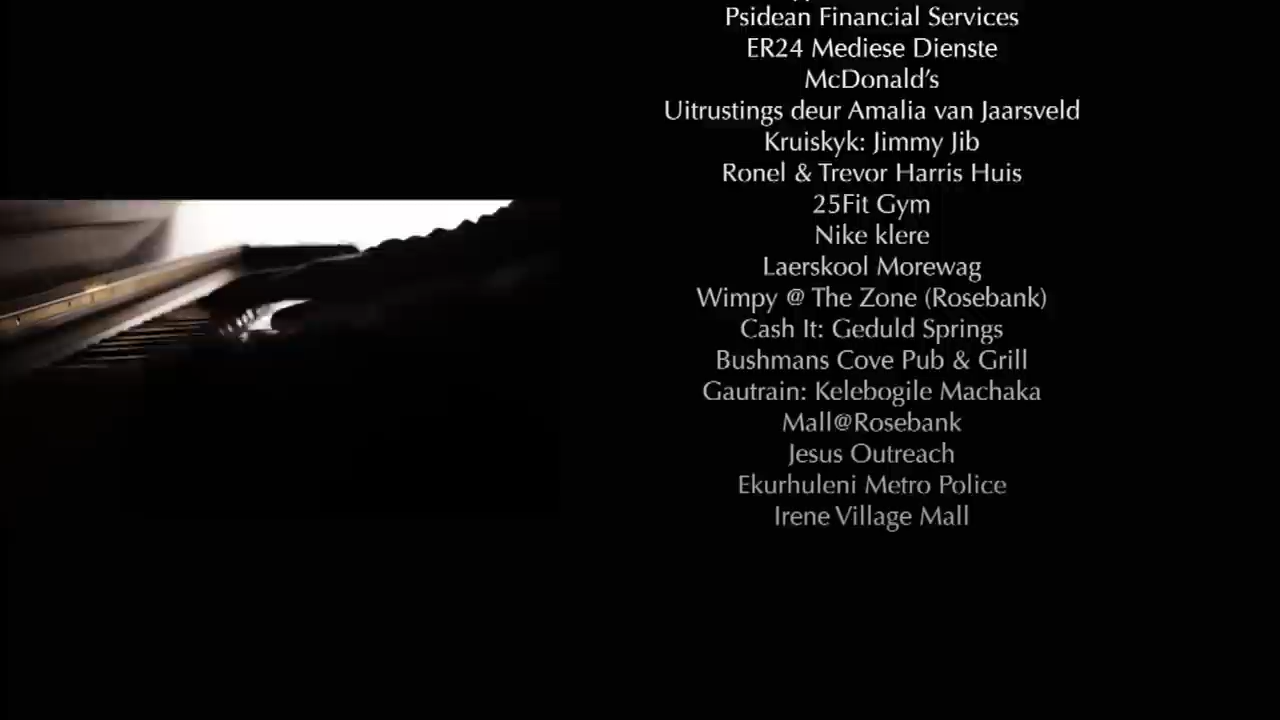 Psidean Financial Services
ER24 Mediese Dienste
McDonald’s
Uitrustings deur Amalia van Jaarsveld
Kruiskyk: Jimmy Jib
Ronel & Trevor Harris Huis
25Fit Gym
Nike klere
Laerskool Morewag
Wimpy @ The Zone (Rosebank)
Cash It: Geduld Springs
Bushmans Cove Pub & Grill
Gautrain: Kelebogile Machaka
Mall@Rosebank
Jesus Outreach
Ekurhuleni Metro Police
Irene Village Mall